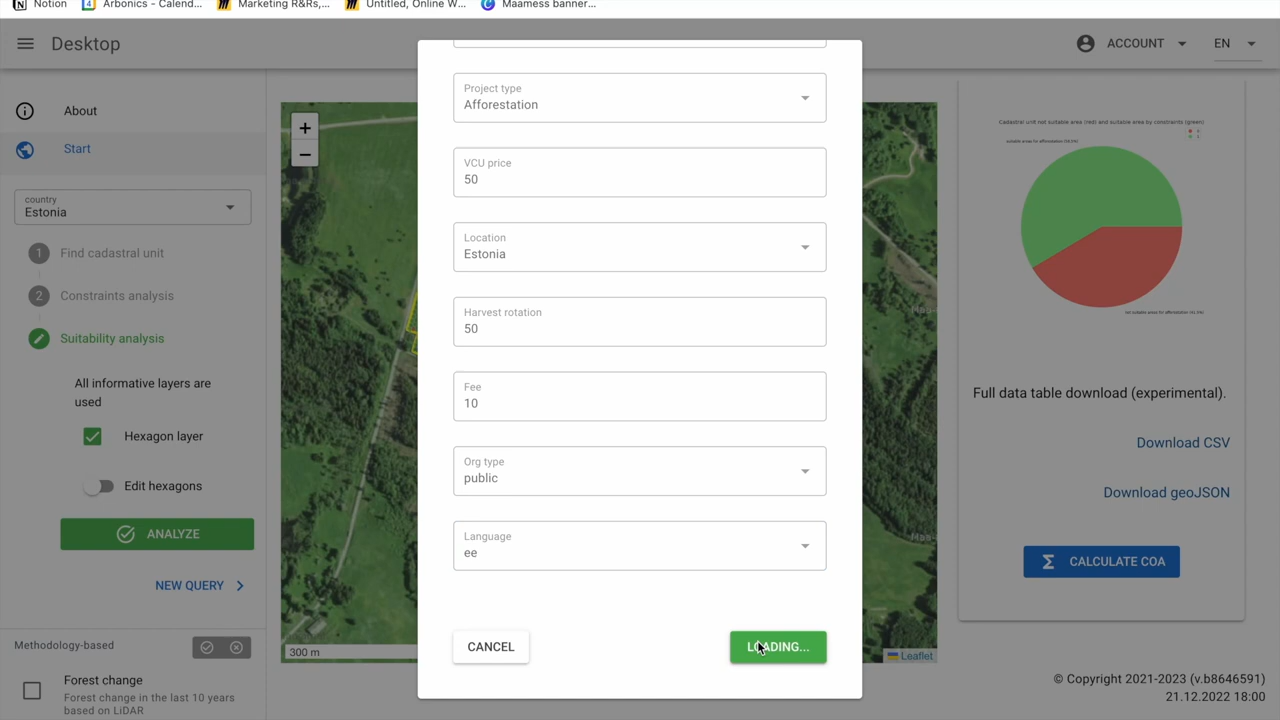 Notion
Arbonics - Calend...
Marketing R&Rs,...
Untitled, Online W...
Maamess banner...
Desktop
ACCOUNT
EN
About
Start
country
Estonia
1 Find cadastral unit
2 Constraints analysis
Suitability analysis
All informative layers are
used
Hexagon layer
Edit hexagons
ANALYZE
NEW QUERY
Methodology-based
Forest change
Forest change in the last 10 years
based on LiDAR
+
−
300 m
Leaflet
Project type
Afforestation
VCU price
50
Location
Estonia
Harvest rotation
50
Fee
10
Org type
public
Language
ee
CANCEL
LOADING...
Cadastral unit not suitable area (red) and suitable area by constraints (green)
Full data table download (experimental).
Download CSV
Download geoJSON
CALCULATE COA
© Copyright 2021-2023 (v.b8646591)
21.12.2022 18:00